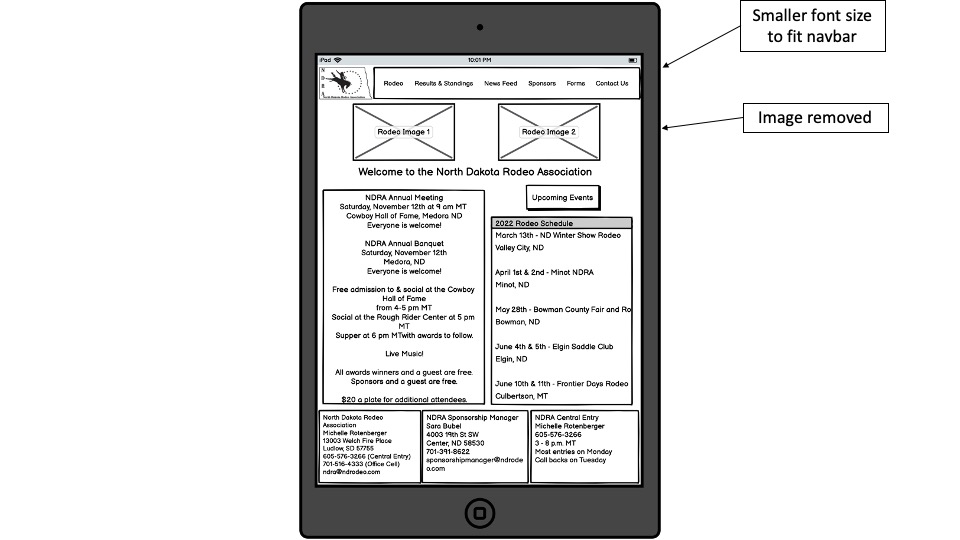 Smaller font size
to fit navbar
Image removed
iPad
10:01 PM
N
D
R
A
North Dakota Rodeo Association
Rodeo
Results & Standings
News Feed
Sponsors
Forms
Contact Us
Rodeo Image 1
Rodeo Image 2
Welcome to the North Dakota Rodeo Association
NDRA Annual Meeting
Saturday, November 12th at 9 am MT
Cowboy Hall of Fame, Medora ND
Everyone is welcome!
NDRA Annual Banquet
Saturday, November 12th
Medora, ND
Everyone is welcome!
Free admission to & social at the Cowboy
Hall of Fame
from 4-5 pm MT
Social at the Rough Rider Center at 5 pm
MT
Supper at 6 pm MTwith awards to follow.
Live Music!
All awards winners and a guest are free.
Sponsors and a guest are free.
$20 a plate for additional attendees.
Upcoming Events
2022 Rodeo Schedule
March 13th - ND Winter Show Rodeo
Valley City, ND
April 1st & 2nd - Minot NDRA
Minot, ND
May 28th - Bowman County Fair and Ro
Bowman, ND
June 4th & 5th - Elgin Saddle Club
Elgin, ND
June 10th & 11th - Frontier Days Rodeo
Culbertson, MT
North Dakota Rodeo
Association
Michelle Rotenberger
13003 Welch Fire Place
Ludlow, SD 57755
605-576-3266 (Central Entry)
701-516-4333 (Office Cell)
ndra@ndrodeo.com
NDRA Sponsorship Manager
Sara Bubel
4003 19th St SW
Center, ND 58530
701-391-8622
sponsorshipmanager@ndrode
o.com
NDRA Central Entry
Michelle Rotenberger
605-576-3266
3 - 8 p.m. MT
Most entries on Monday
Call backs on Tuesday